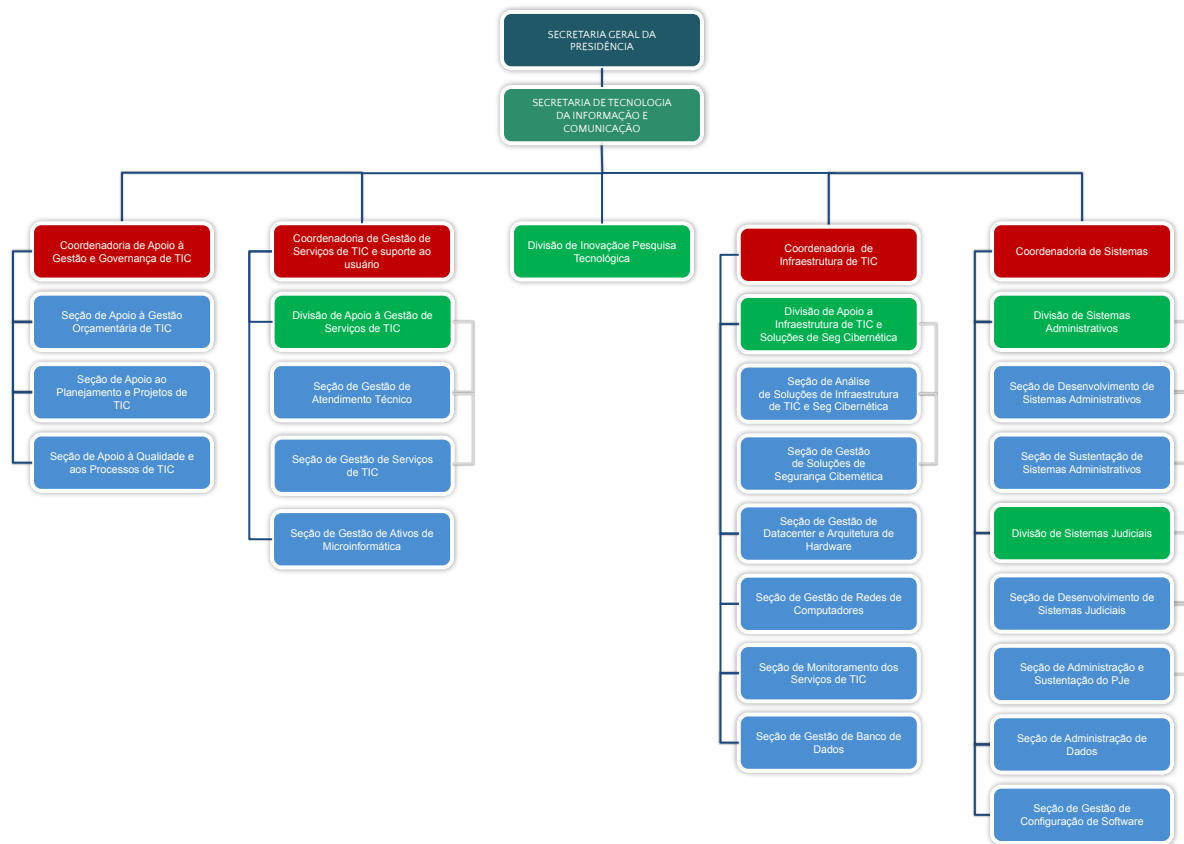 SECRETARIA GERAL DA
PRESIDÊNCIA
SECRETARIA DE TECNOLOGIA
DA INFORMAÇÃO E
COMUNICAÇÃO
Coordenadoria de Apoio à
Gestão e Governança de TIC
Seção de Apoio à Gestão
Orçamentária de TIC
Seção de Apoio ao
Planejamento e Projetos de
TIC
Seção de Apoio à Qualidade e
aos Processos de TIC
Coordenadoria de Gestão de
Serviços de TIC e suporte ao
usuário
Divisão de Apoio à Gestão de
Serviços de TIC
Seção de Gestão de
Atendimento Técnico
Seção de Gestão de Serviços
de TIC
Seção de Gestão de Ativos de
Microinformática
Divisão de Inovaçãoe Pesquisa
Tecnológica
Coordenadoria de
Infraestrutura de TIC
Divisão de Apoio a
Infraestrutura de TIC e
Soluções de Seg Cibernética
Seção de Análise
de Soluções de Infraestrutura
de TIC e Seg Cibernética
Seção de Gestão
de Soluções de
Segurança Cibernética
Seção de Gestão de
Datacenter e Arquitetura de
Hardware
Seção de Gestão de Redes de
Computadores
Seção de Monitoramento dos
Serviços de TIC
Seção de Gestão de Banco de
Dados
Coordenadoria de Sistemas
Divisão de Sistemas
Administrativos
Seção de Desenvolvimento de
Sistemas Administrativos
Seção de Sustentação de
Sistemas Administrativos
Divisão de Sistemas Judiciais
Seção de Desenvolvimento de
Sistemas Judiciais
Seção de Administração e
Sustentação do PJe
Seção de Administração de
Dados
Seção de Gestão de
Configuração de Software